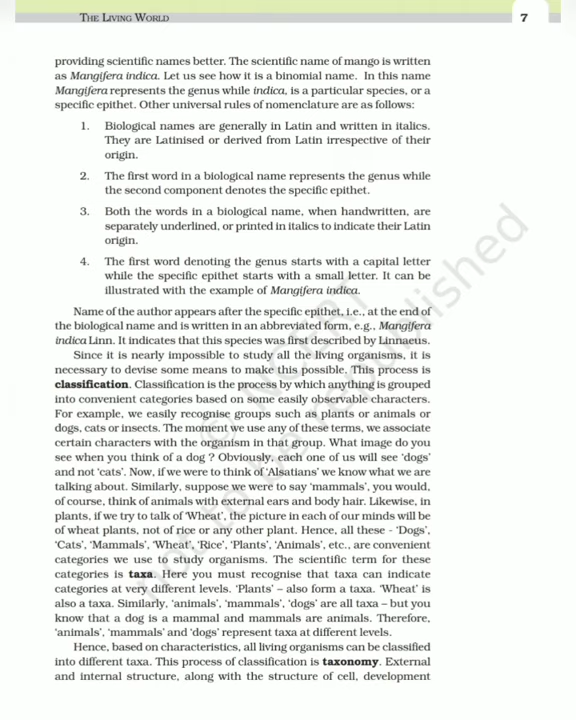 THE LIVING WORLD
7
providing scientific names better. The scientific name of mango is written
as Mangifera indica. Let us see how it is a binomial name. In this name
Mangifera represents the genus while indica, is a particular species, or a
specific epithet. Other universal rules of nomenclature are as follows:
1. Biological names are generally in Latin and written in italics.
They are Latinised or derived from Latin irrespective of their
origin.
2. The first word in a biological name represents the genus while
the second component denotes the specific epithet.
3. Both the words in a biological name, when handwritten, are
separately underlined, or printed in italics to indicate their Latin
origin.
4. The first word denoting the genus starts with a capital letter
while the specific epithet starts with a small letter. It can be
illustrated with the example of Mangifera indica.
Name of the author appears after the specific epithet, i.e., at the end of
the biological name and is written in an abbreviated form, e.g., Mangifera
indica Linn. It indicates that this species was first described by Linnaeus.
Since it is nearly impossible to study all the living organisms, it is
necessary to devise some means to make this possible. This process is
classification. Classification is the process by which anything is grouped
into convenient categories based on some easily observable characters.
For example, we easily recognise groups such as plants or animals or
dogs, cats or insects. The moment we use any of these terms, we associate
certain characters with the organism in that group. What image do you
see when you think of a dog ? Obviously, each one of us will see ‘dogs’
and not ‘cats’. Now, if we were to think of ‘Alsatians’ we know what we are
talking about. Similarly, suppose we were to say ‘mammals’, you would,
of course, think of animals with external ears and body hair. Likewise, in
plants, if we try to talk of ‘Wheat’, the picture in each of our minds will be
of wheat plants, not of rice or any other plant. Hence, all these - ‘Dogs’,
‘Cats’, ‘Mammals’, ‘Wheat’, ‘Rice’, ‘Plants’, ‘Animals’, etc., are convenient
categories we use to study organisms. The scientific term for these
categories is taxa. Here you must recognise that taxa can indicate
categories at very different levels. ‘Plants’ – also form a taxa. ‘Wheat’ is
also a taxa. Similarly, ‘animals’, ‘mammals’, ‘dogs’ are all taxa – but you
know that a dog is a mammal and mammals are animals. Therefore,
‘animals’, ‘mammals’ and ‘dogs’ represent taxa at different levels.
Hence, based on characteristics, all living organisms can be classified
into different taxa. This process of classification is taxonomy. External
and internal structure, along with the structure of cell, development
© NCERT
not to be republished